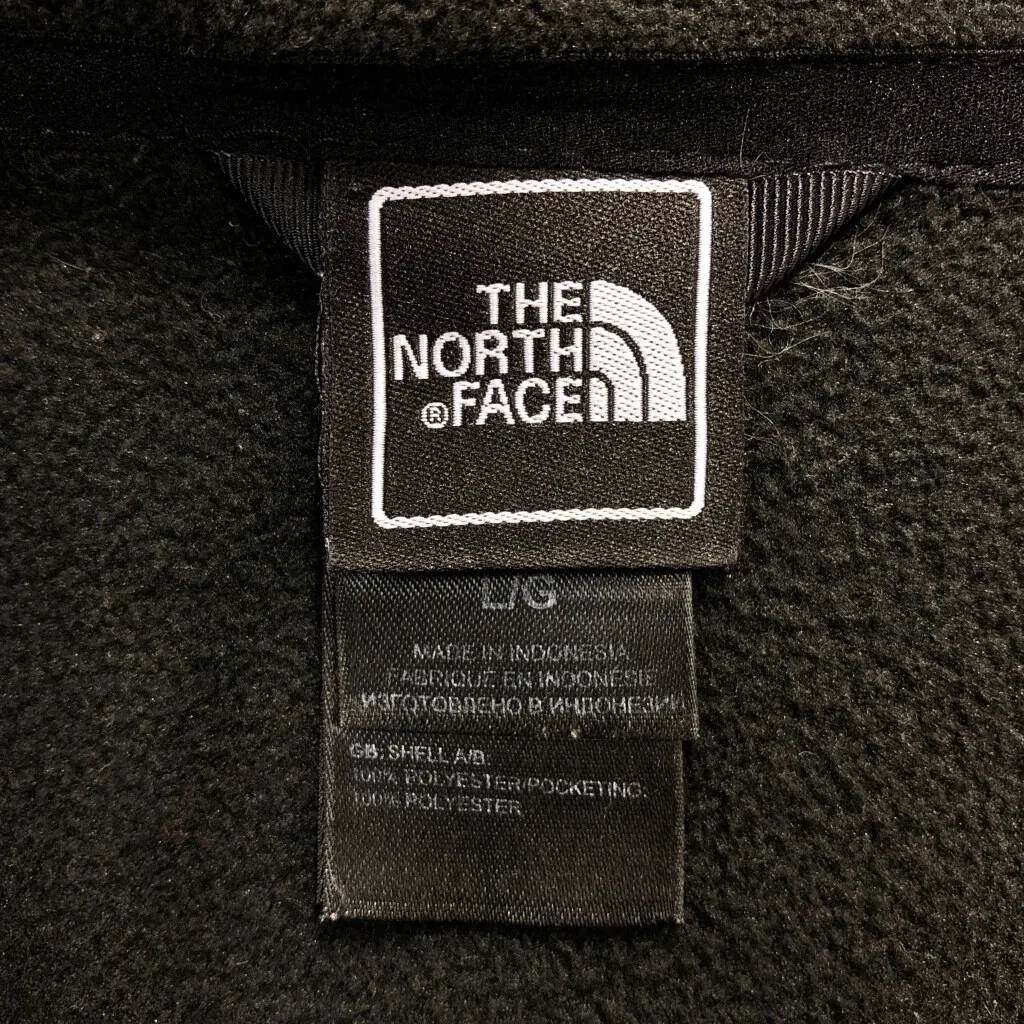 THE
NORTH
®FACE
L/G
MADE IN INDONESIA
FABRIQUE EN INDONESIE
ИЗГОТОВЛЕНО В ИНДОНЕЗИИ
GB: SHELL A/B
100% POLYESTER/POCKETING:
100% POLYESTER